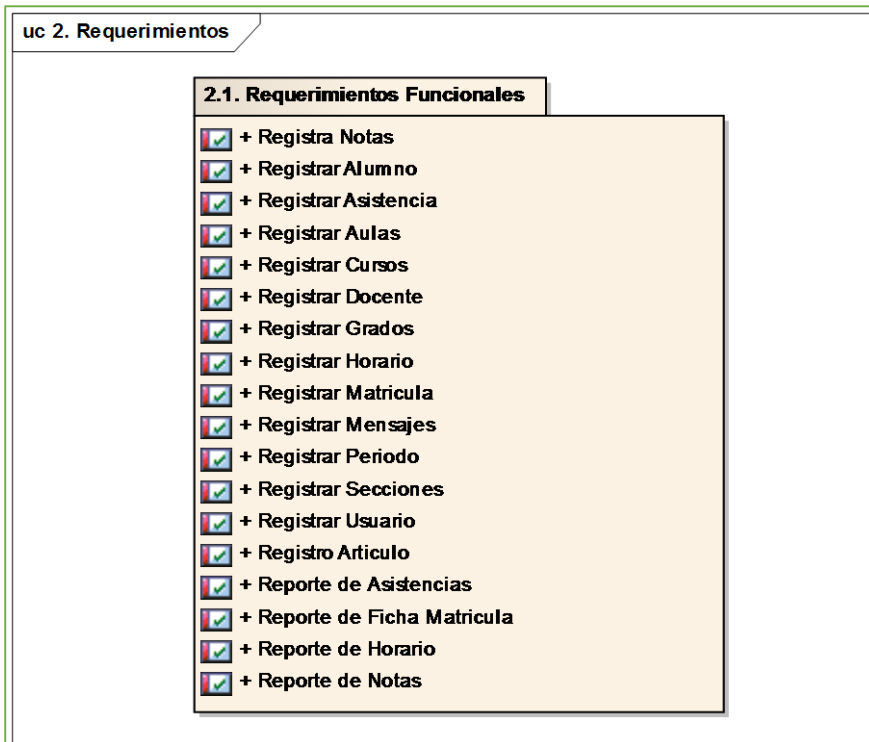 uc 2. Requerimientos
2.1. Requerimientos Funcionales
+ Registra Notas
+ Registrar Alumno
+ Registrar Asistencia
+ Registrar Aulas
+ Registrar Cursos
+ Registrar Docente
+ Registrar Grados
+ Registrar Horario
+ Registrar Matricula
+ Registrar Mensajes
+ Registrar Periodo
+ Registrar Secciones
+ Registrar Usuario
+ Registro Articulo
+ Reporte de Asistencias
+ Reporte de Ficha Matricula
+ Reporte de Horario
+ Reporte de Notas